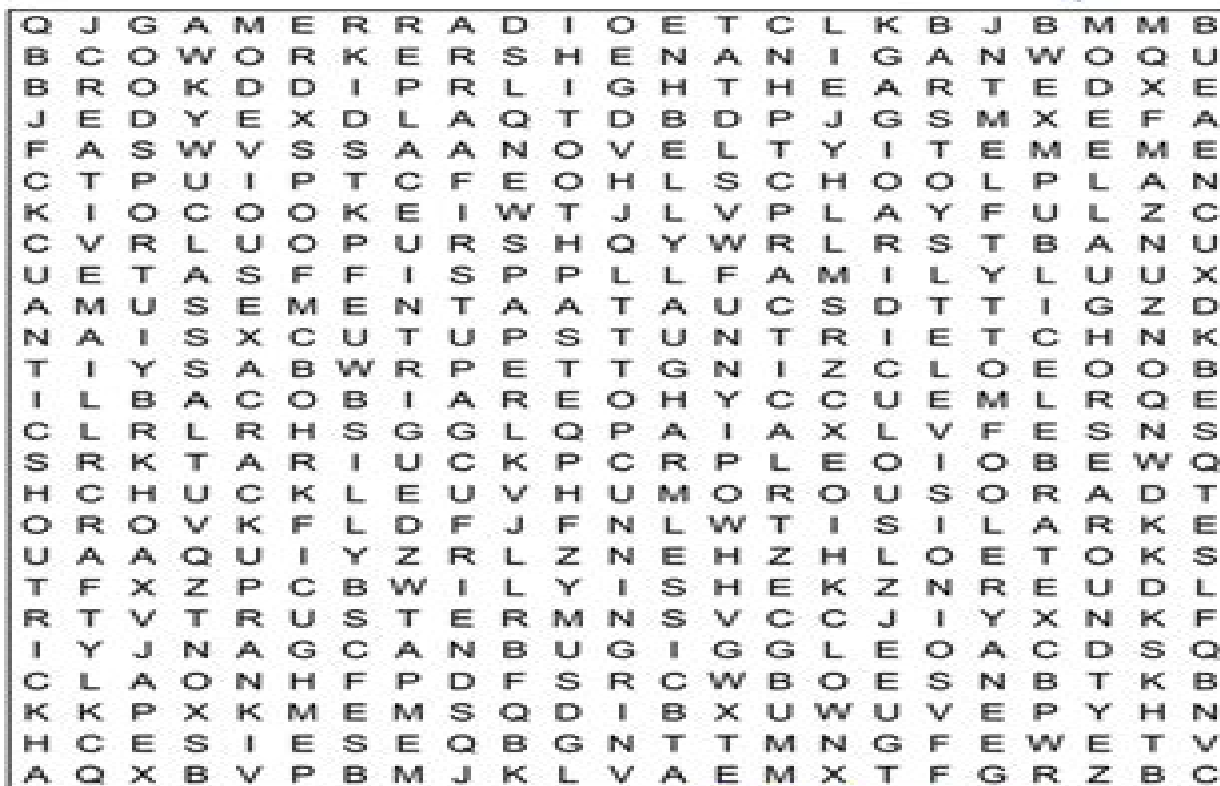 Q J G A M E R R A D I O E T C L K B J B M M B
B C O W O R K E R S H E N A N I G A N W O Q U
B R O K D D I P R L I G H T H E A R T E D X E
J E D Y E X D L A Q T D B D P J G S M X E F A
F A S W V S S A A N O V E L T Y I T E M E M E
C T P U I P T C F E O H L S C H O O L P L A N
K I O C O O K E I W T J L V P L A Y F U L Z C
C V R L U O P U R S H Q Y W R L R S T B A N U
U E T A S F F I S P P L L F A M I L Y L U U X
A M U S E M E N T A A T A U C S D T T I G Z D
N A I S X C U T U P S T U N T R I E T C H N K
T I Y S A B W R P E T T G N I Z C L O E O O B
I L B A C O B I A R E O H Y C C U E M L R Q E
C L R L R H S G G L Q P A I A X L V F E S N S
S R K T A R I U C K P C R P L E O I O B E W Q
H C H U C K L E U V H U M O R O U S O R A D T
O R O V K F L D F J F N L W T I S I L A R K E
U A A Q U I Y Z R L Z N E H Z H L O E T O K S
T F X Z P C B W I L Y I S H E K Z N R E U D L
R T V T R U S T E R M N S V C C J I Y X N K F
I Y J N A G C A N B U G I G G L E O A C D S Q
C L A O N H F P D F S R C W B O E S N B T K B
K K P X K M E M S Q D I B X U W U V E P Y H N
H C E S I E S E Q B G N T T M N G F E W E T V
A Q X B V P B M J K L V A E M X T F G R Z B C